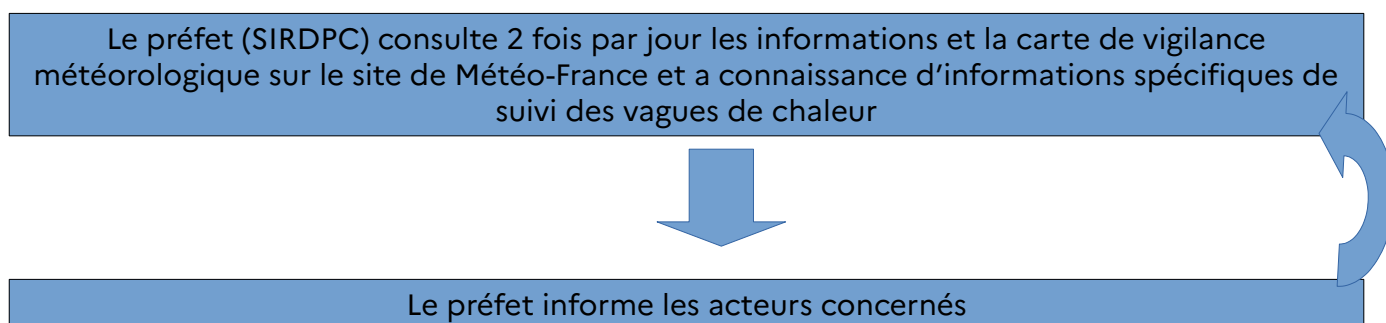 Le préfet (SIRDPC) consulte 2 fois par jour les informations et la carte de vigilance
météorologique sur le site de Météo-France et a connaissance d’informations spécifiques de
suivi des vagues de chaleur
Le préfet informe les acteurs concernés